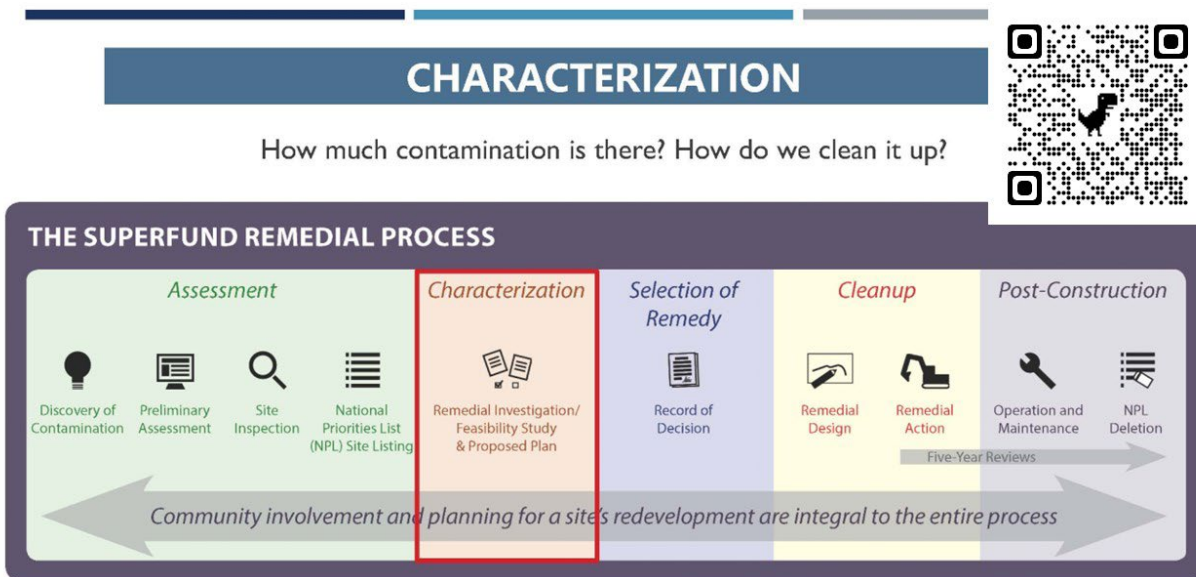 CHARACTERIZATION
How much contamination is there? How do we clean it up?
THE SUPERFUND REMEDIAL PROCESS
Assessment
Discovery of
Contamination
Preliminary
Assessment
Site
Inspection
National
Priorities List
(NPL) Site Listing
Characterization
Remedial Investigation/
Feasibility Study
& Proposed Plan
Selection of
Remedy
Record of
Decision
Cleanup
Remedial
Design
Remedial
Action
Post-Construction
Operation and
Maintenance
NPL
Deletion
Five-Year Reviews
Community involvement and planning for a site's redevelopment are integral to the entire process